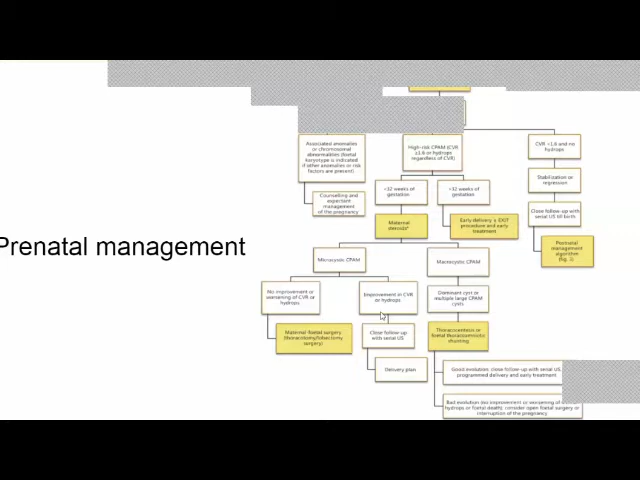 Prenatal management
Associated anomalies
or chromosomal
abnormalities (foetal
karyotype is indicated
if other anomalies or risk
factors are present)
Counselling and
expectant
management
of the pregnancy
High-risk CPAM (CVR
≥1.6 or hydrops
regardless of CVR)
<32 weeks of
gestation
Maternal
steroids*
>32 weeks of
gestation
Early delivery ± EXIT
procedure and early
treatment
CVR <1.6 and no
hydrops
Stabilization or
regression
Close follow-up with
serial US till birth
Postnatal
management
algorithm
Microcystic CPAM
Macrocystic CPAM
No improvement or
worsening of CVR or
hydrops
Maternal-foetal surgery
(thoracotomy/lobectomy
surgery)
Improvement in CVR
or hydrops
Close follow-up
with serial US
Delivery plan
Dominant cyst or
multiple large CPAM
cysts
Thoracocentesis or
foetal thoracoamniotic
shunting
Good evolution: close follow-up with serial US,
programmed delivery and early treatment
Bad evolution (no improvement or worsening of
hydrops or foetal death): consider open foetal surgery or
interruption of the pregnancy